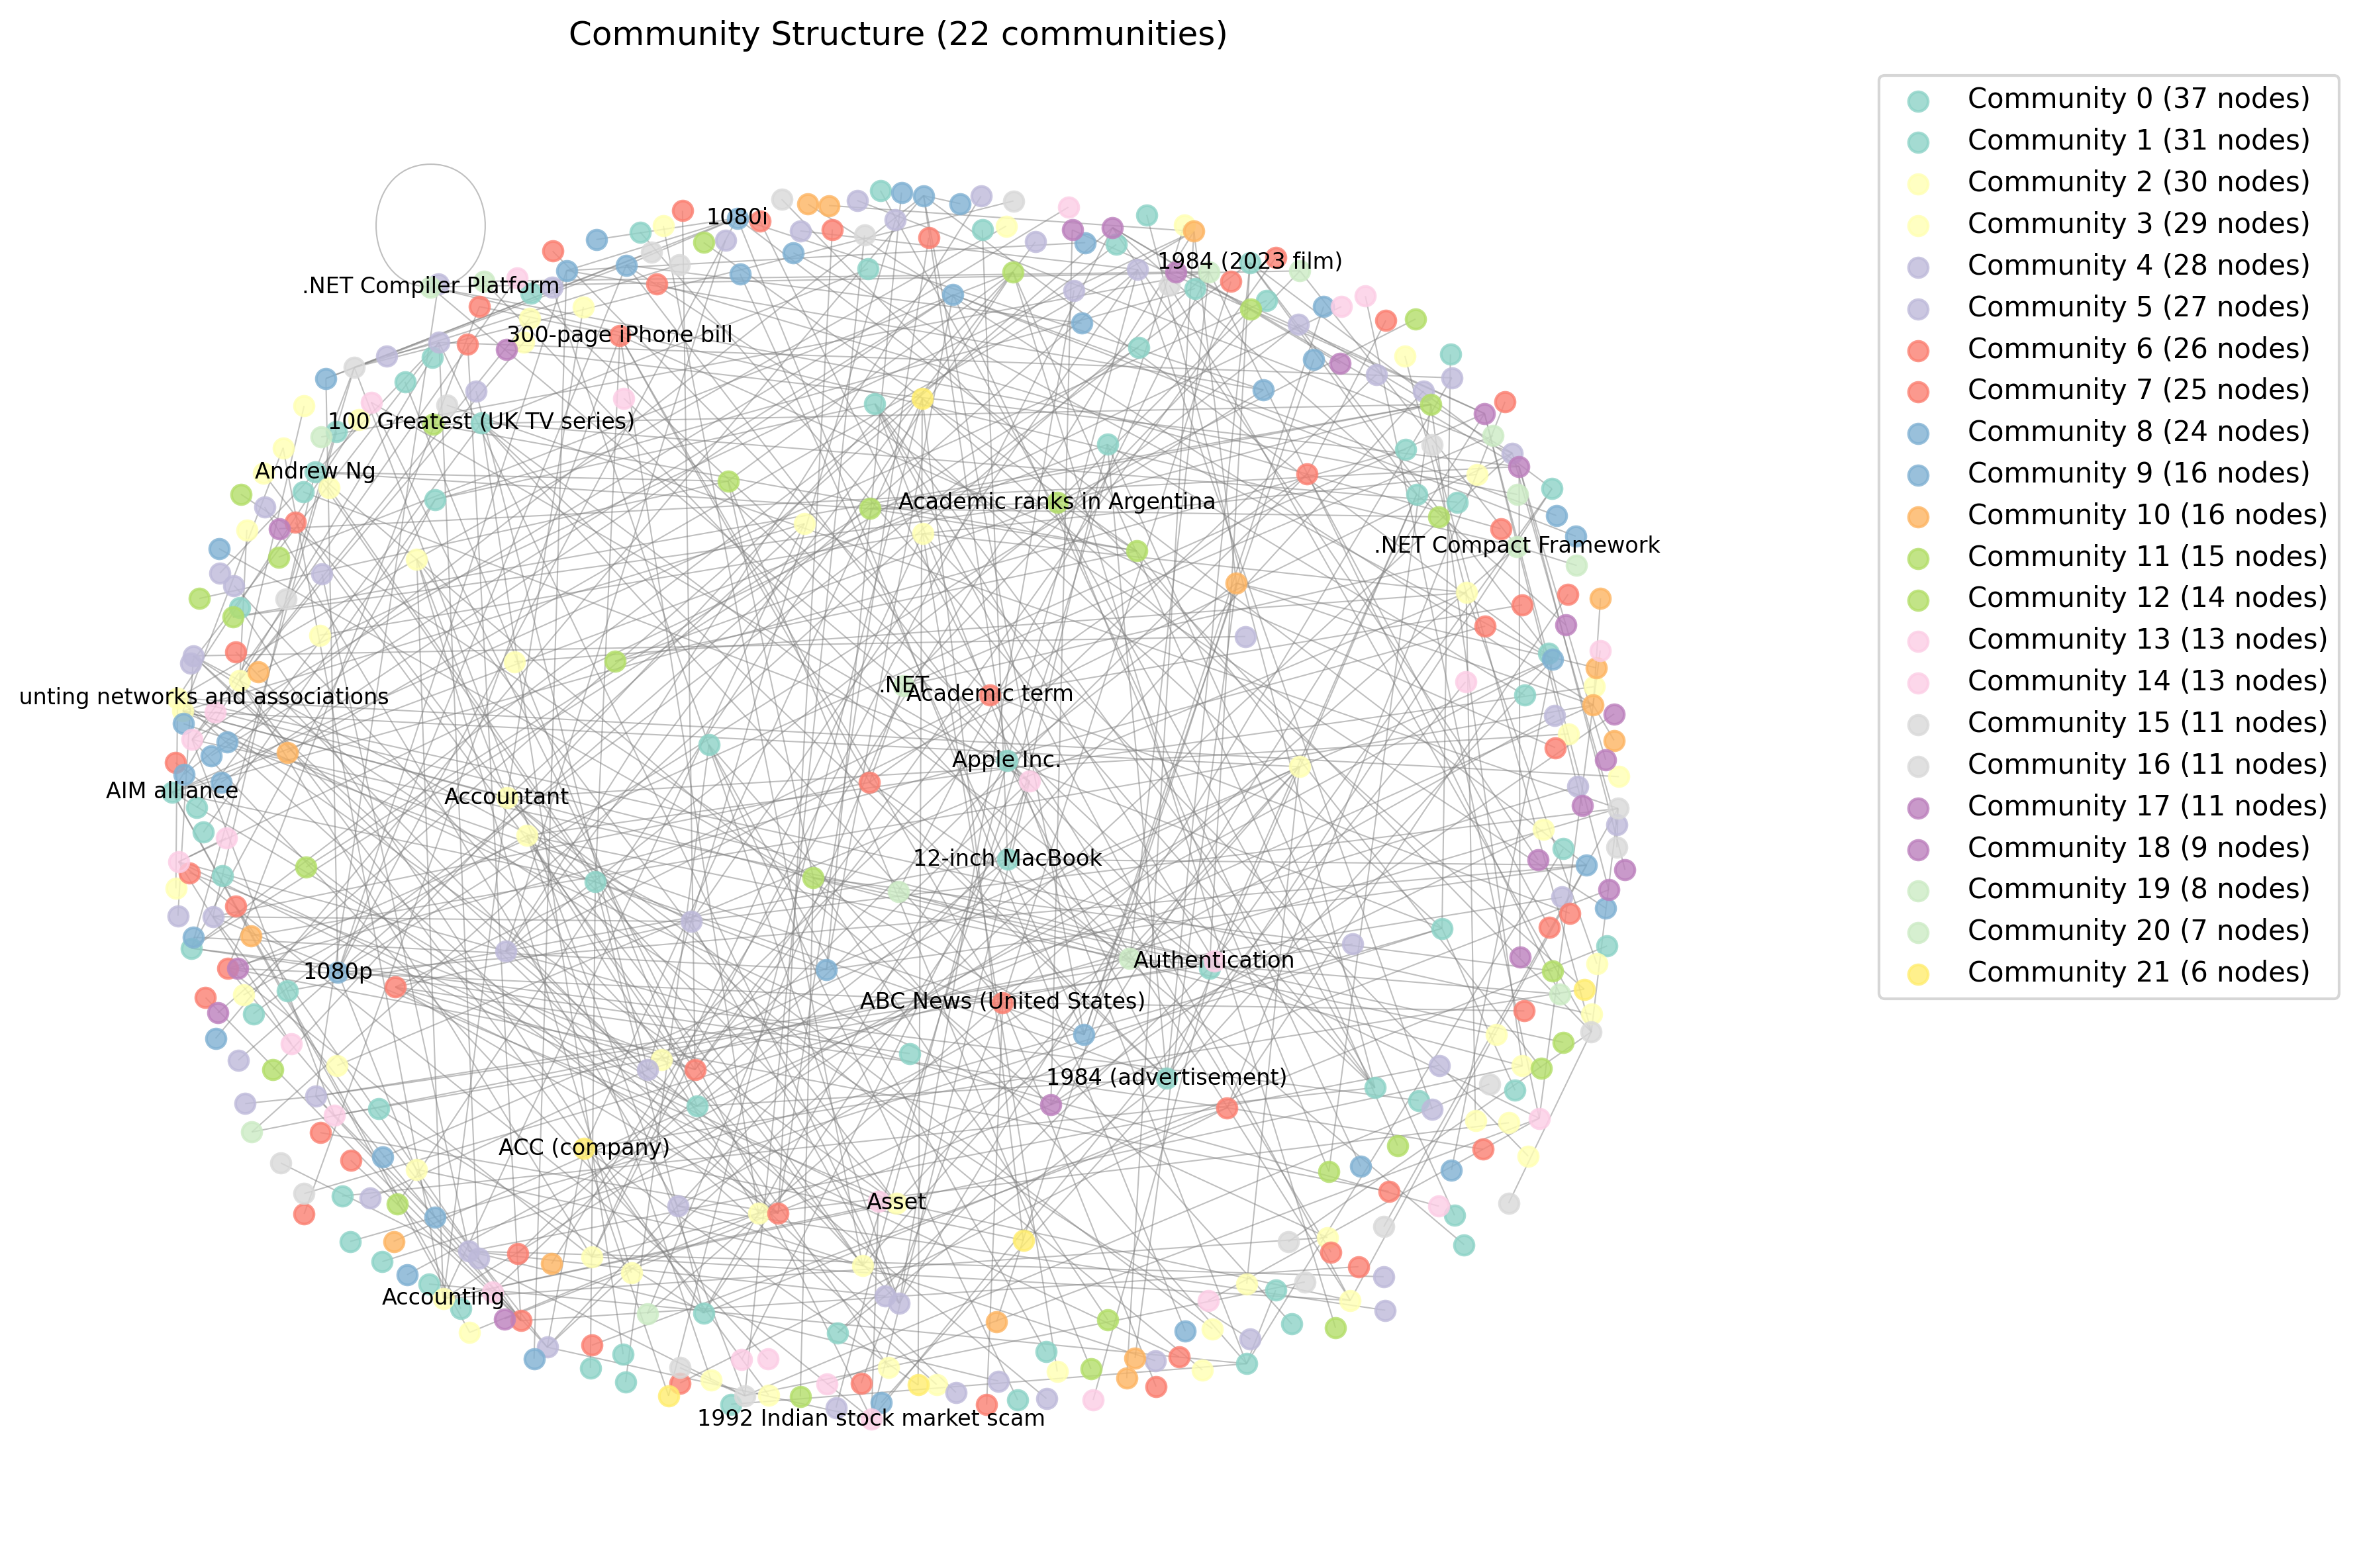 Community Structure (22 communities)
1080i
1984 (2023 film)
.NET Compiler Platform
300-page iPhone bill
100 Greatest (UK TV series)
Andrew Ng
Academic ranks in Argentina
.NET Compact Framework
.NET
Academic term
unting networks and associations
Apple Inc.
AIM alliance
Accountant
12-inch MacBook
Authentication
1080p
ABC News (United States)
1984 (advertisement)
ACC (company)
Asset
Accounting
1992 Indian stock market scam
Community 0 (37 nodes)
Community 1 (31 nodes)
Community 2 (30 nodes)
Community 3 (29 nodes)
Community 4 (28 nodes)
Community 5 (27 nodes)
Community 6 (26 nodes)
Community 7 (25 nodes)
Community 8 (24 nodes)
Community 9 (16 nodes)
Community 10 (16 nodes)
Community 11 (15 nodes)
Community 12 (14 nodes)
Community 13 (13 nodes)
Community 14 (13 nodes)
Community 15 (11 nodes)
Community 16 (11 nodes)
Community 17 (11 nodes)
Community 18 (9 nodes)
Community 19 (8 nodes)
Community 20 (7 nodes)
Community 21 (6 nodes)